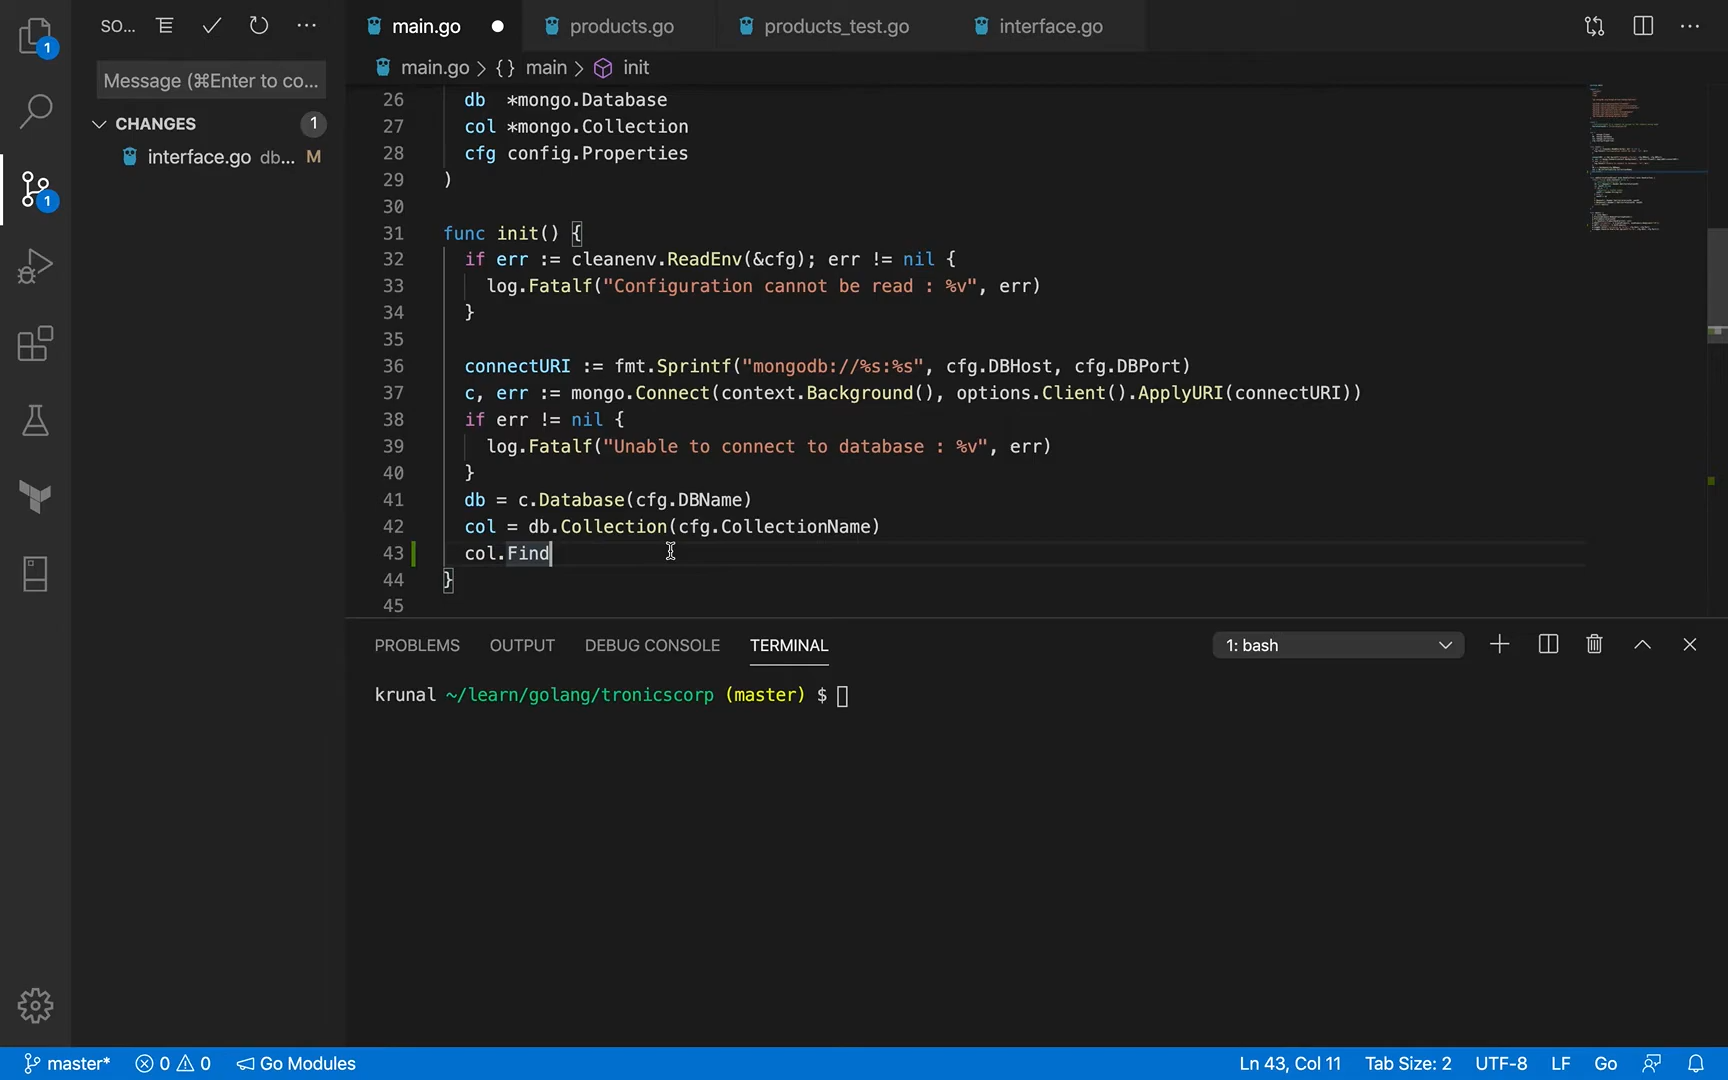 SO...
main.go
products.go
products_test.go
interface.go
1
Message (⌘Enter to co...
main.go > {} main > init
CHANGES 1
interface.go db... M
1
26 db *mongo.Database
27 col *mongo.Collection
28 cfg config.Properties
29 )
30
31 func init() {
32 if err := cleanenv.ReadEnv(&cfg); err != nil {
33 log.Fatalf("Configuration cannot be read : %v", err)
34 }
35
36 connectURI := fmt.Sprintf("mongodb://%s:%s", cfg.DBHost, cfg.DBPort)
37 c, err := mongo.Connect(context.Background(), options.Client().ApplyURI(connectURI))
38 if err != nil {
39 log.Fatalf("Unable to connect to database : %v", err)
40 }
41 db = c.Database(cfg.DBName)
42 col = db.Collection(cfg.CollectionName)
43 col.Find
44 }
45
PROBLEMS OUTPUT DEBUG CONSOLE TERMINAL 1: bash
krunal ~/learn/golang/tronicscorp (master) $
master* 0 0 Go Modules Ln 43, Col 11 Tab Size: 2 UTF-8 LF Go